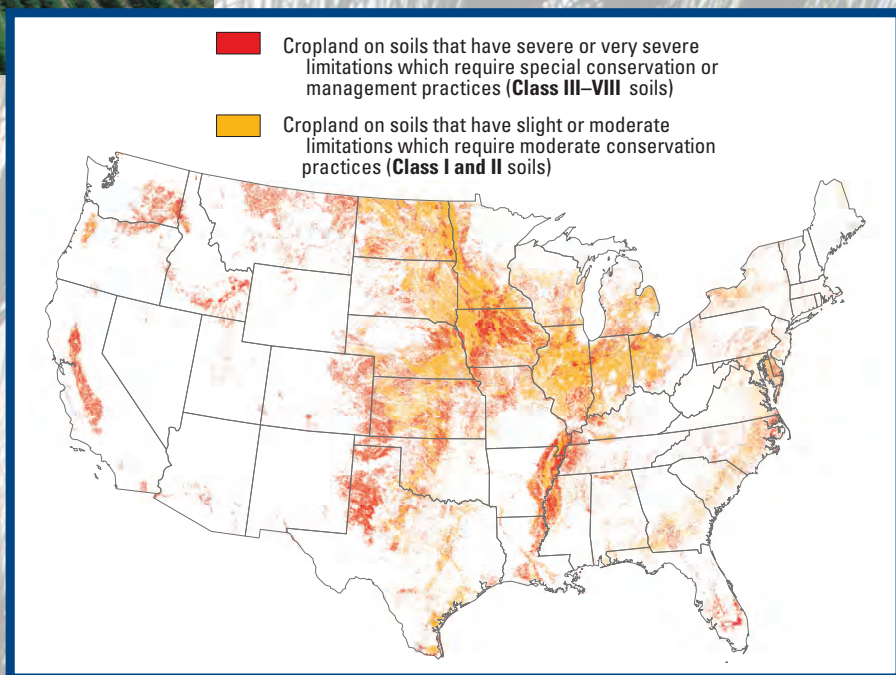 Cropland on soils that have severe or very severe
limitations which require special conservation or
management practices (Class III–VIII soils)
Cropland on soils that have slight or moderate
limitations which require moderate conservation
practices (Class I and II soils)